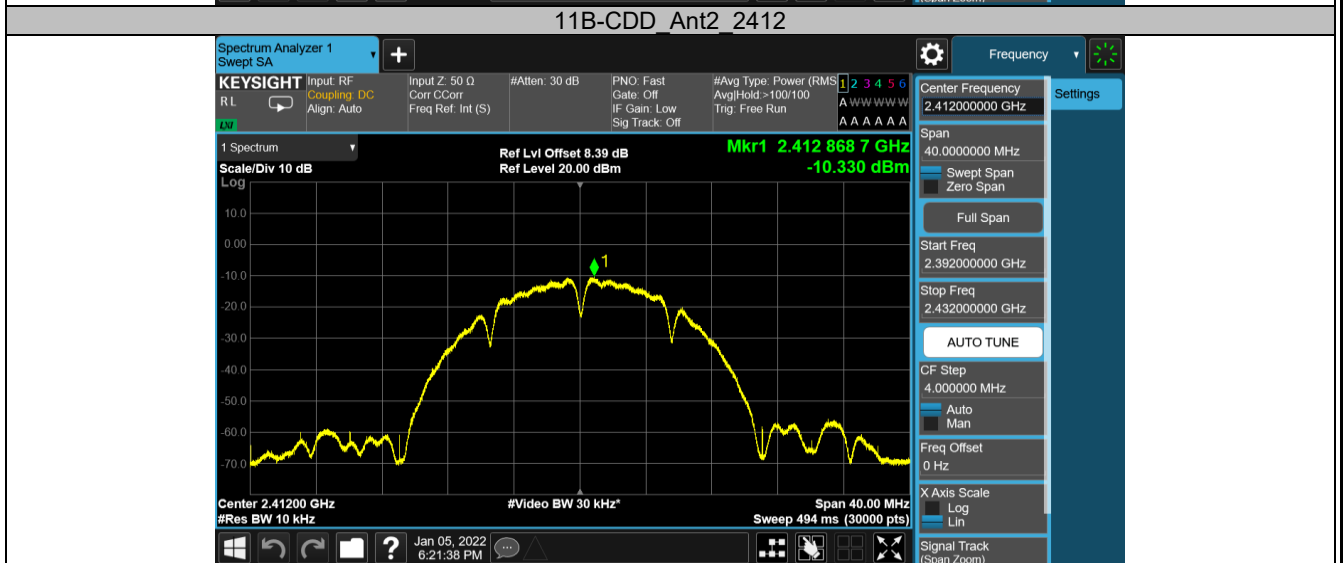 (Span Zoom)
11B-CDD_Ant2_2412
Spectrum Analyzer 1
Swept SA
+
Frequency
KEYSIGHT
RL
LXI
Input: RF
Coupling: DC
Align: Auto
Input Z: 50 Ω
Corr CCorr
Freq Ref: Int (S)
#Atten: 30 dB
PNO: Fast
Gate: Off
IF Gain: Low
Sig Track: Off
#Avg Type: Power (RMS
Avg|Hold:>100/100
Trig: Free Run
1 2 3 4 5 6
A W W W W W
A A A A A A
Center Frequency
2.412000000 GHz
Settings
Span
40.0000000 MHz
Swept Span
Zero Span
Full Span
Start Freq
2.392000000 GHz
Stop Freq
2.432000000 GHz
AUTO TUNE
CF Step
4.000000 MHz
Auto
Man
Freq Offset
0 Hz
X Axis Scale
Log
Lin
Signal Track
(Span Zoom)
1 Spectrum
Scale/Div 10 dB
Log
Ref Lvl Offset 8.39 dB
Ref Level 20.00 dBm
Mkr1 2.412 868 7 GHz
-10.330 dBm
10.0
0.00
-10.0
-20.0
-30.0
-40.0
-50.0
-60.0
-70.0
1
Center 2.41200 GHz
#Res BW 10 kHz
#Video BW 30 kHz*
Span 40.00 MHz
Sweep 494 ms (30000 pts)
?
Jan 05, 2022
6:21:38 PM